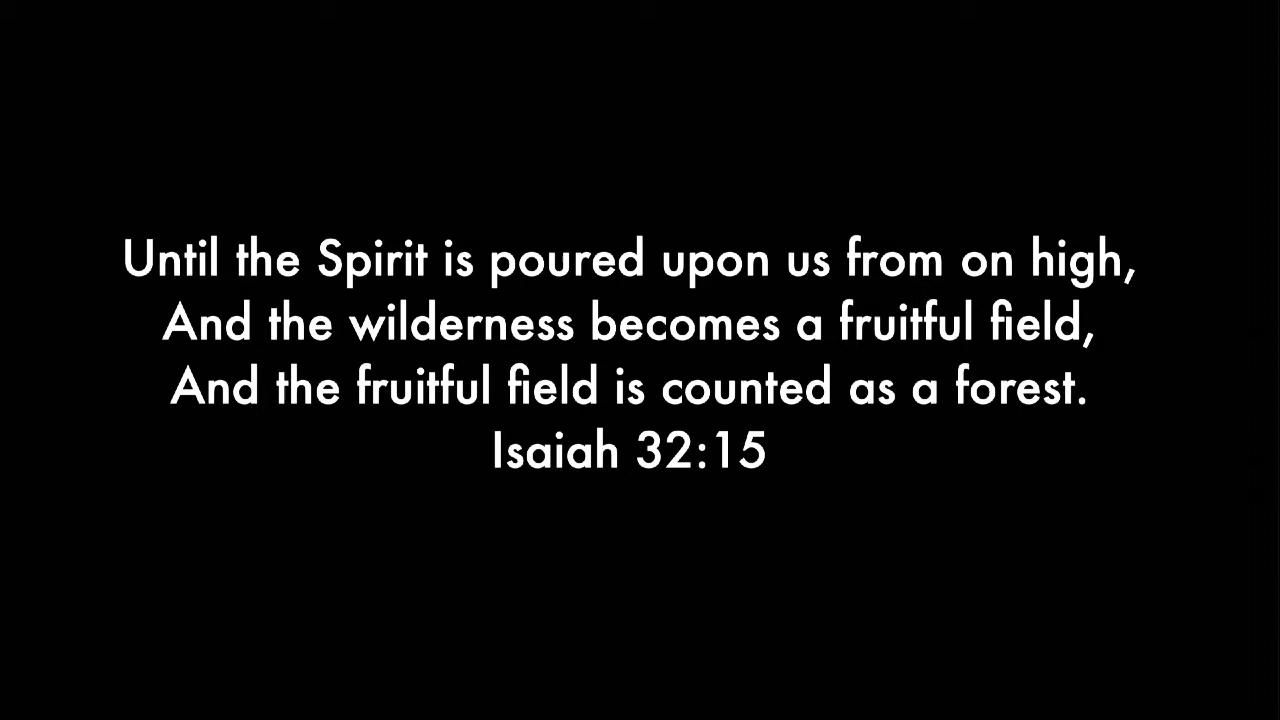 Until the Spirit is poured upon us from on high,
And the wilderness becomes a fruitful field,
And the fruitful field is counted as a forest.
Isaiah 32:15